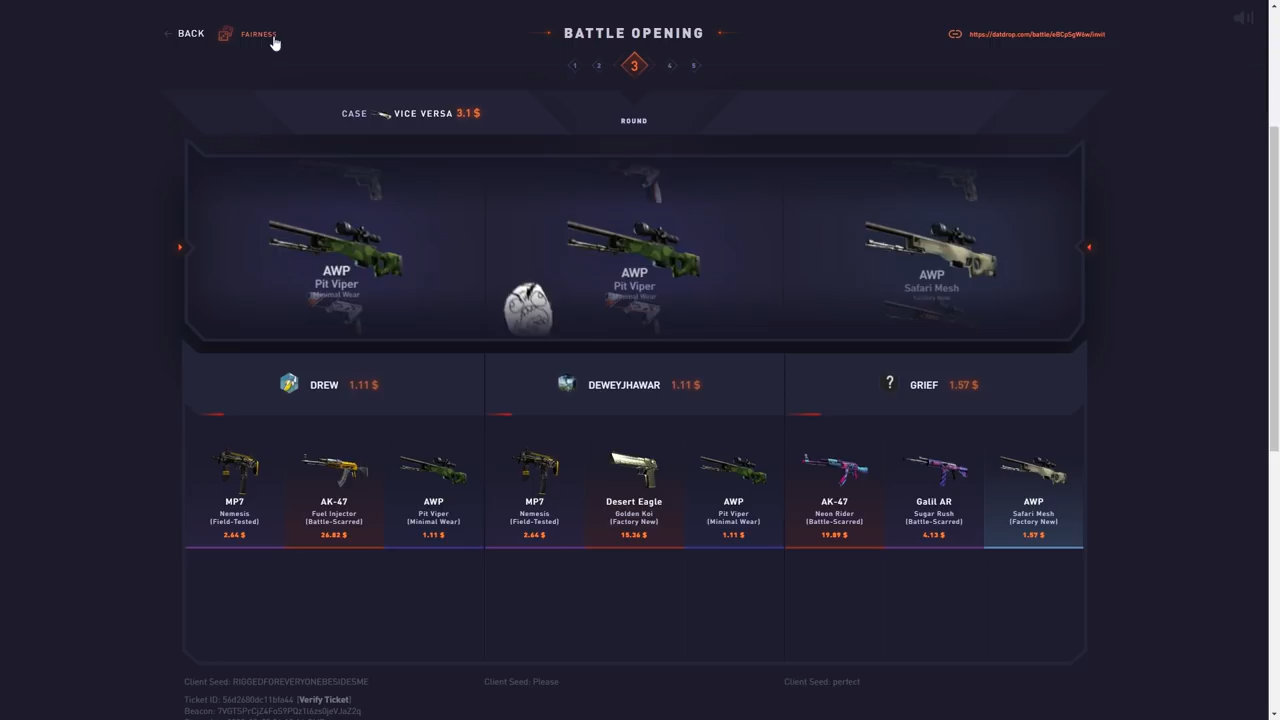 BACK
FAIRNESS
BATTLE OPENING
https://datdrop.com/battle/eBCpSgW6w/invit
1
2
3
4
5
CASE VICE VERSA 3.1 $
ROUND
AWP
Pit Viper
Minimal Wear
AWP
Pit Viper
Minimal Wear
AWP
Safari Mesh
Factory New
DREW 1.11 $
DEWEYJHAWAR 1.11 $
? GRIEF 1.57 $
MP7
Nemesis
(Field-Tested)
2.64 $
AK-47
Fuel Injector
(Battle-Scarred)
26.82 $
AWP
Pit Viper
(Minimal Wear)
1.11 $
MP7
Nemesis
(Field-Tested)
2.64 $
Desert Eagle
Golden Koi
(Factory New)
15.36 $
AWP
Pit Viper
(Minimal Wear)
1.11 $
AK-47
Neon Rider
(Battle-Scarred)
19.89 $
Galil AR
Sugar Rush
(Battle-Scarred)
4.13 $
AWP
Safari Mesh
(Factory New)
1.57 $
Client Seed: RIGGEDFOREVERYONEBESIDESME
Client Seed: Please
Client Seed: perfect
Ticket ID: 56d2680dc11bfa44 [Verify Ticket]
Beacon: 7VGTSPrCjZ4FoS9PQz1l6zs0jeVJaZ2q